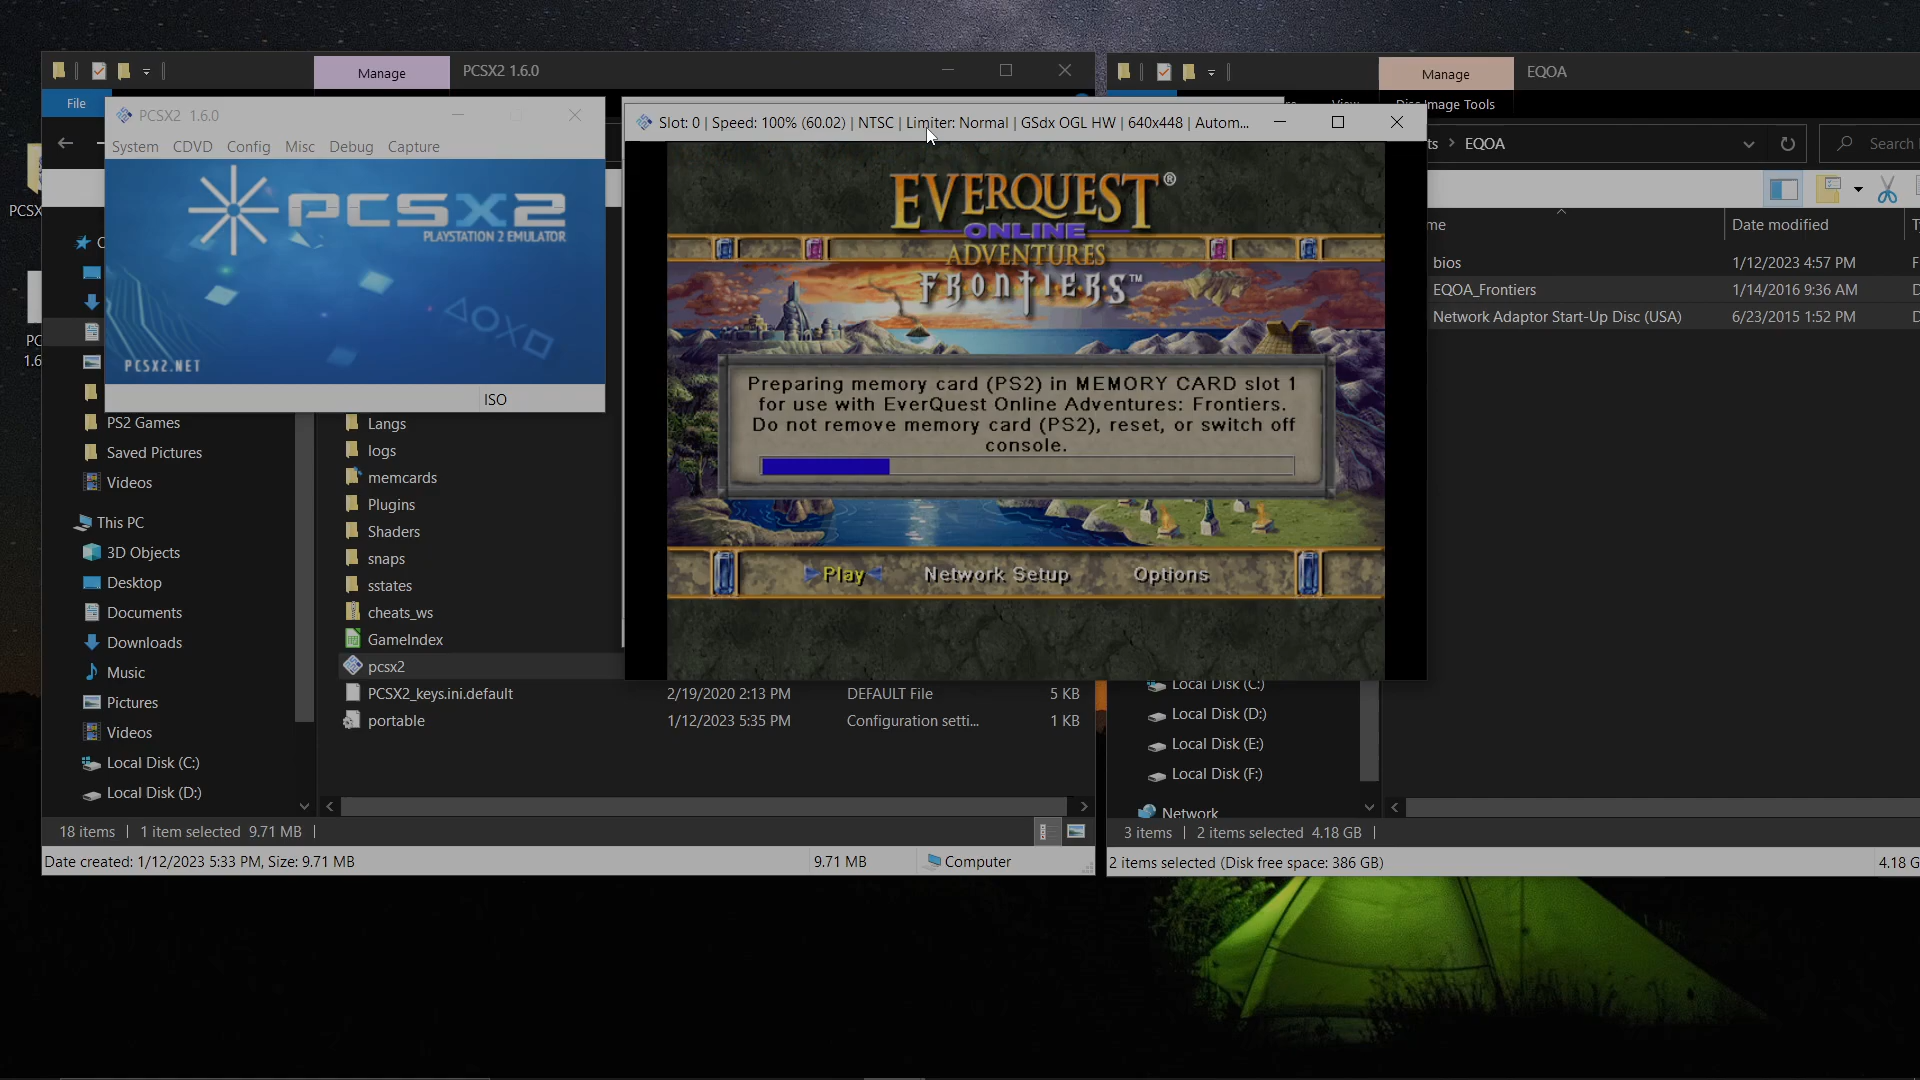 Manage
PCSX2 1.6.0
Manage
EQOA
File
View
Disc Image Tools
PCSX2 1.6.0
System
CDVD
Config
Misc
Debug
Capture
PCSX2
PLAYSTATION 2 EMULATOR
PCSX2.NET
ISO
Slot: 0 | Speed: 100% (60.02) | NTSC | Limiter: Normal | GSdx OGL HW | 640x448 | Autom...
EVERQUEST®
ONLINE
ADVENTURES
FRONTIERS™
Preparing memory card (PS2) in MEMORY CARD slot 1
for use with EverQuest Online Adventures: Frontiers.
Do not remove memory card (PS2), reset, or switch off
console.
Play
Network Setup
Options
ts > EQOA
Search
me
Date modified
bios
1/12/2023 4:57 PM
EQOA_Frontiers
1/14/2016 9:36 AM
Network Adaptor Start-Up Disc (USA)
6/23/2015 1:52 PM
PCSX
PC
1.6
PS2 Games
Saved Pictures
Videos
This PC
3D Objects
Desktop
Documents
Downloads
Music
Pictures
Videos
Local Disk (C:)
Local Disk (D:)
Langs
logs
memcards
Plugins
Shaders
snaps
sstates
cheats_ws
GameIndex
pcsx2
PCSX2_keys.ini.default
2/19/2020 2:13 PM
DEFAULT File
5 KB
portable
1/12/2023 5:35 PM
Configuration setti...
1 KB
Local Disk (C:)
Local Disk (D:)
Local Disk (E:)
Local Disk (F:)
Network
18 items
1 item selected 9.71 MB
Date created: 1/12/2023 5:33 PM, Size: 9.71 MB
9.71 MB
Computer
3 items
2 items selected 4.18 GB
2 items selected (Disk free space: 386 GB)
4.18 G